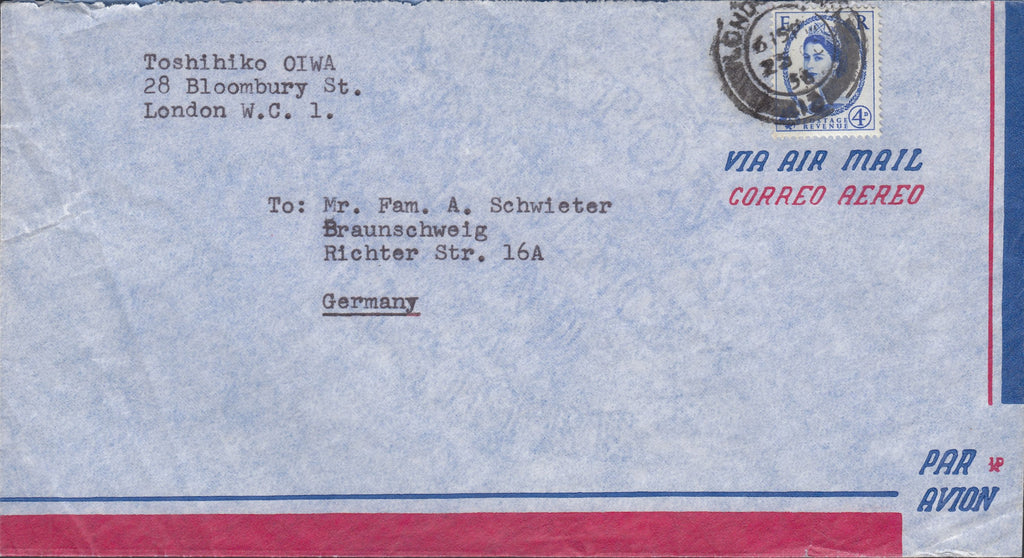 Toshihiko OIWA
28 Bloombury St.
London W.C. 1.
E R
POSTAGE
REVENUE
4D
VIA AIR MAIL
CORREO AEREO
To: Mr. Fam. A. Schwieter
Braunschweig
Richter Str. 16A
Germany
PAR
AVION